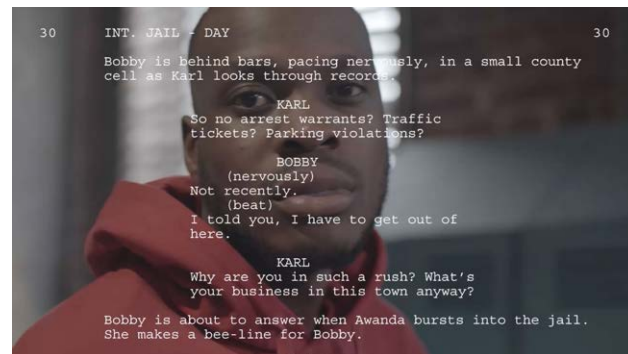 30 INT. JAIL - DAY 30
Bobby is behind bars, pacing nervously, in a small county
cell as Karl looks through records.
KARL
So no arrest warrants? Traffic
tickets? Parking violations?
BOBBY
(nervously)
Not recently.
(beat)
I told you, I have to get out of
here.
KARL
Why are you in such a rush? What's
your business in this town anyway?
Bobby is about to answer when Awanda bursts into the jail.
She makes a bee-line for Bobby.